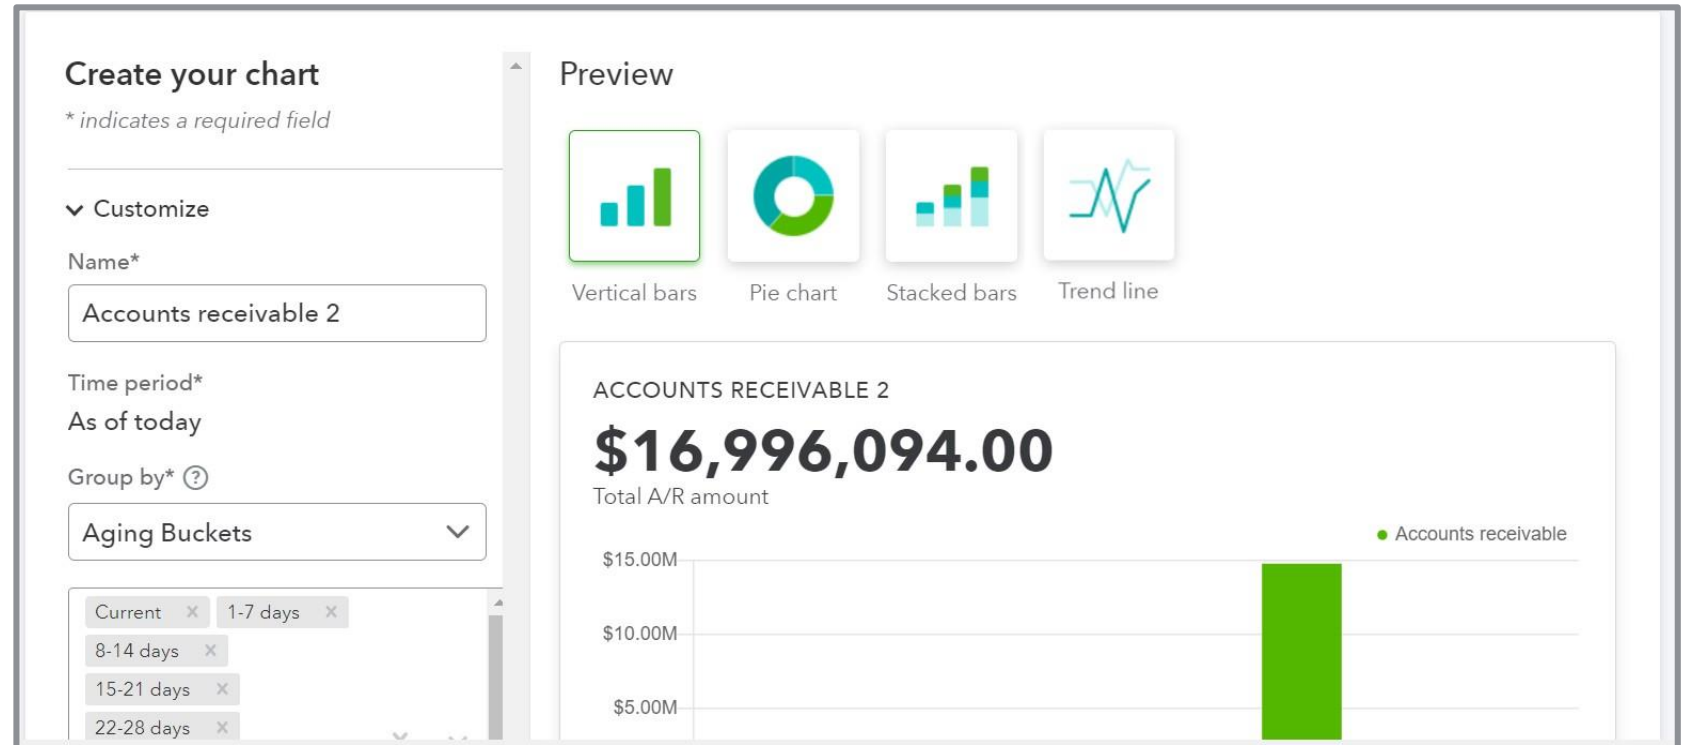 Create your chart
* indicates a required field
Customize
Name*
Accounts receivable 2
Time period*
As of today
Group by* ?
Aging Buckets
Current × 1-7 days ×
8-14 days ×
15-21 days ×
22-28 days ×
Preview
Vertical bars Pie chart Stacked bars Trend line
ACCOUNTS RECEIVABLE 2
$16,996,094.00
Total A/R amount
Accounts receivable
$15.00M
$10.00M
$5.00M